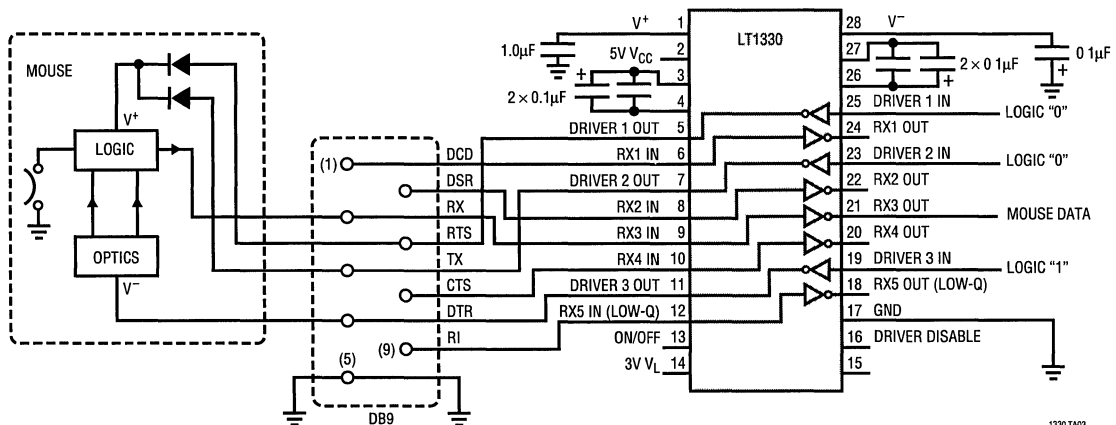 MOUSE
V+
LOGIC
OPTICS
V−
(1)
(9)
(5)
DB9
DCD
DSR
RX
RTS
TX
CTS
DTR
RI
LT1330
1.0µF
V+ 1
5V VCC 2
2 × 0.1µF
+
3
4
DRIVER 1 OUT 5
RX1 IN 6
DRIVER 2 OUT 7
RX2 IN 8
RX3 IN 9
RX4 IN 10
DRIVER 3 OUT 11
RX5 IN (LOW-Q) 12
ON/OFF 13
3V VL 14
28 V−
27
26
2 × 0 1µF
+
0 1µF
+
25 DRIVER 1 IN
LOGIC “0”
24 RX1 OUT
23 DRIVER 2 IN
LOGIC “0”
22 RX2 OUT
21 RX3 OUT
MOUSE DATA
20 RX4 OUT
19 DRIVER 3 IN
LOGIC “1”
18 RX5 OUT (LOW-Q)
17 GND
16 DRIVER DISABLE
15
1330 TA03